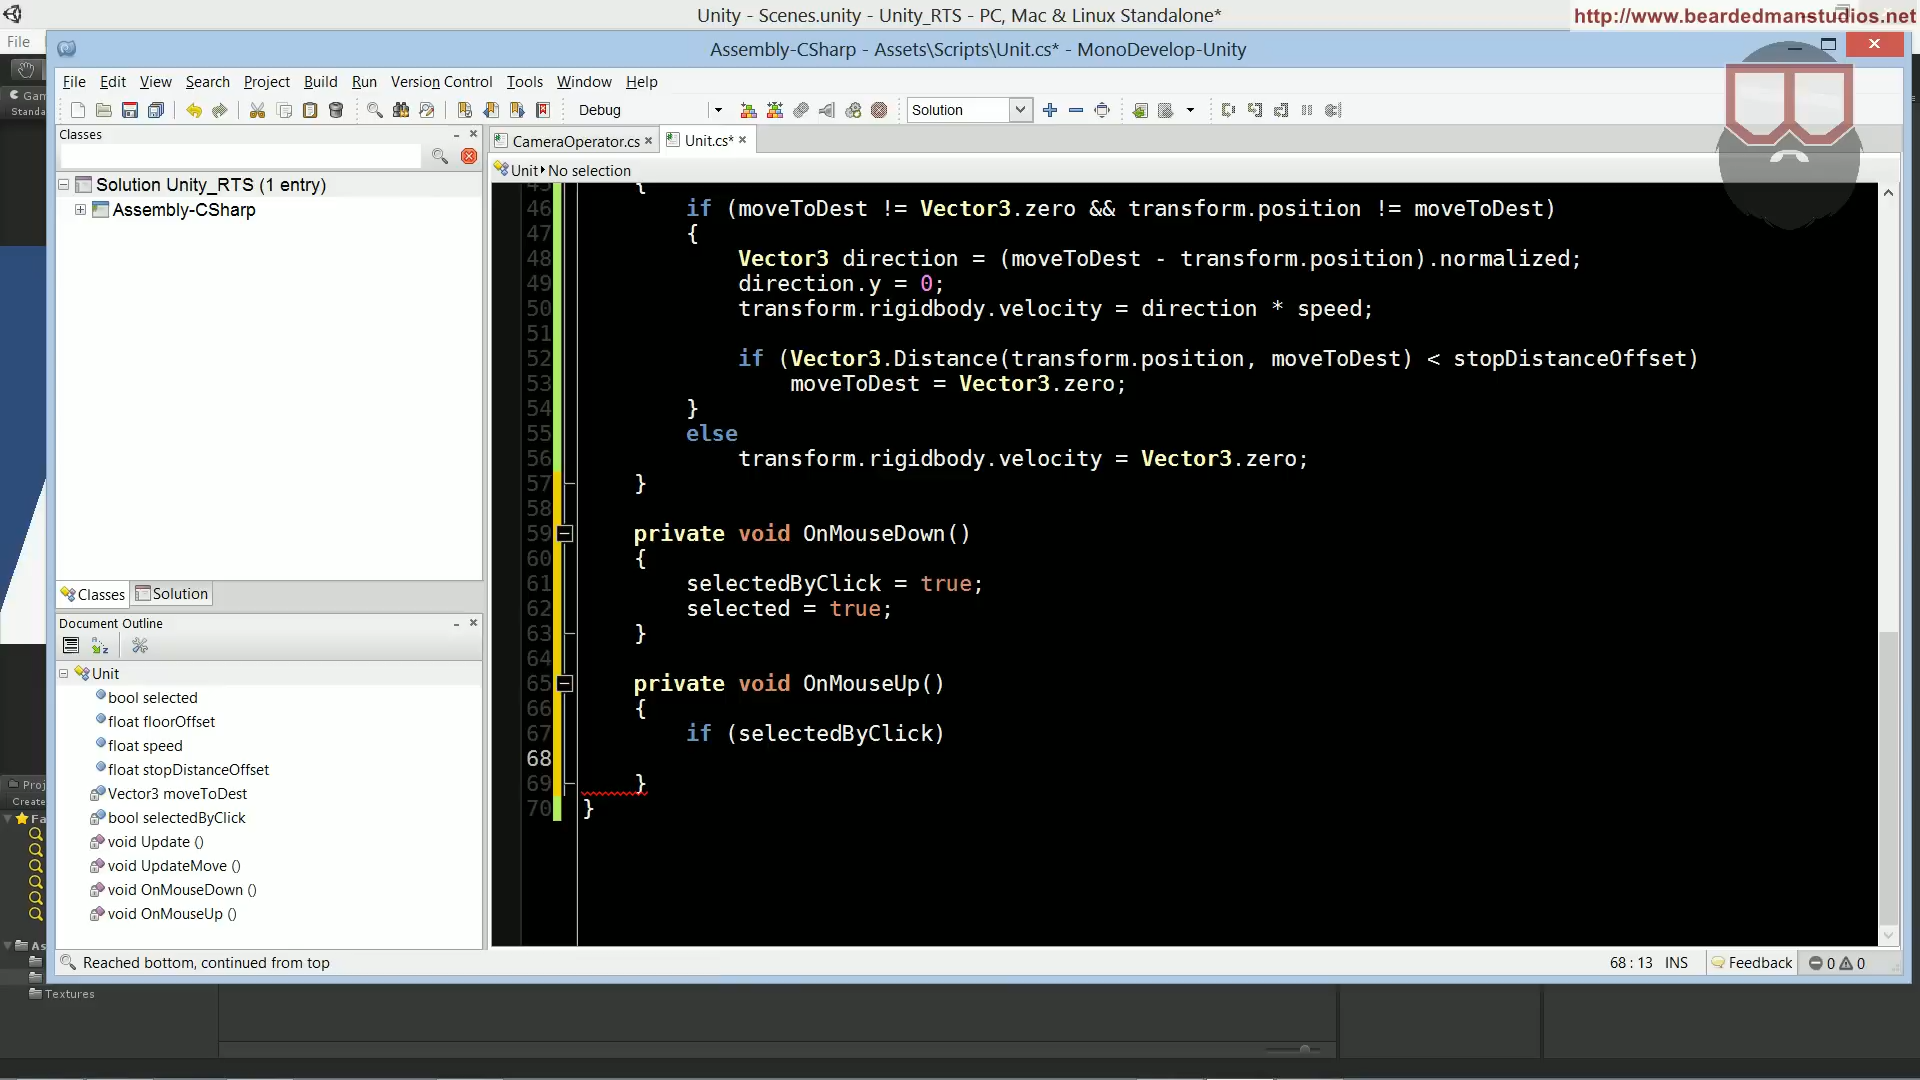 Unity - Scenes.unity - Unity_RTS - PC, Mac & Linux Standalone*
http://www.beardedmanstudios.net
File
Assembly-CSharp - Assets\Scripts\Unit.cs* - MonoDevelop-Unity
File Edit View Search Project Build Run Version Control Tools Window Help
Gam
Standa
Debug
Solution
Classes
CameraOperator.cs
Unit.cs*
Unit
No selection
Solution Unity_RTS (1 entry)
Assembly-CSharp
Classes
Solution
Document Outline
Unit
bool selected
float floorOffset
float speed
float stopDistanceOffset
Vector3 moveToDest
bool selectedByClick
void Update ()
void UpdateMove ()
void OnMouseDown ()
void OnMouseUp ()
45 {
46 if (moveToDest != Vector3.zero && transform.position != moveToDest)
47 {
48 Vector3 direction = (moveToDest - transform.position).normalized;
49 direction.y = 0;
50 transform.rigidbody.velocity = direction * speed;
51
52 if (Vector3.Distance(transform.position, moveToDest) < stopDistanceOffset)
53 moveToDest = Vector3.zero;
54 }
55 else
56 transform.rigidbody.velocity = Vector3.zero;
57 }
58
59 private void OnMouseDown()
60 {
61 selectedByClick = true;
62 selected = true;
63 }
64
65 private void OnMouseUp()
66 {
67 if (selectedByClick)
68
69 }
70 }
Proj
Create
Fa
As
Textures
Reached bottom, continued from top
68 : 13 INS
Feedback
0 0